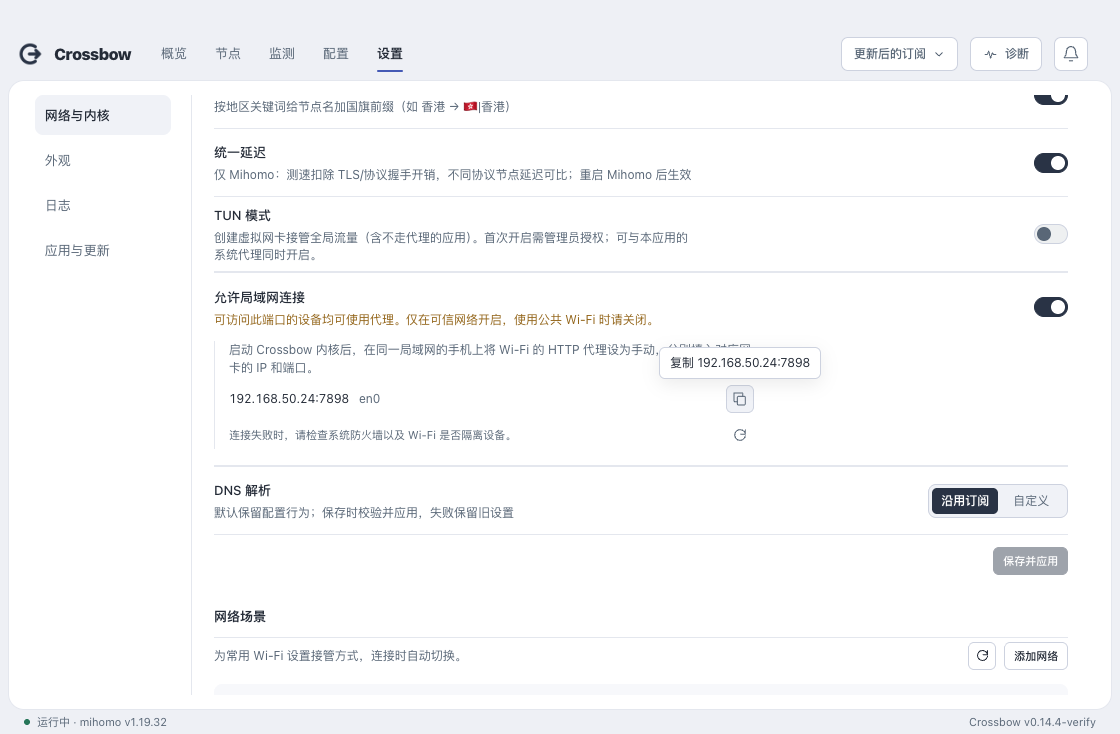 Crossbow
概览
节点
监测
配置
设置
更新后的订阅
诊断
网络与内核
外观
日志
应用与更新
按地区关键词给节点名加国旗前缀（如 香港 → 🇭🇰|香港）
统一延迟
仅 Mihomo：测速扣除 TLS/协议握手开销，不同协议节点延迟可比；重启 Mihomo 后生效
TUN 模式
创建虚拟网卡接管全局流量（含不走代理的应用）。首次开启需管理员授权；可与本应用的
系统代理同时开启。
允许局域网连接
可访问此端口的设备均可使用代理。仅在可信网络开启，使用公共 Wi-Fi 时请关闭。
启动 Crossbow 内核后，在同一局域网的手机上将 Wi-Fi 的 HTTP 代理设为手动，
卡的 IP 和端口。
复制 192.168.50.24:7898
192.168.50.24:7898 en0
连接失败时，请检查系统防火墙以及 Wi-Fi 是否隔离设备。
DNS 解析
默认保留配置行为；保存时校验并应用，失败保留旧设置
沿用订阅
自定义
保存并应用
网络场景
为常用 Wi-Fi 设置接管方式，连接时自动切换。
添加网络
运行中 · mihomo v1.19.32
Crossbow v0.14.4-verify